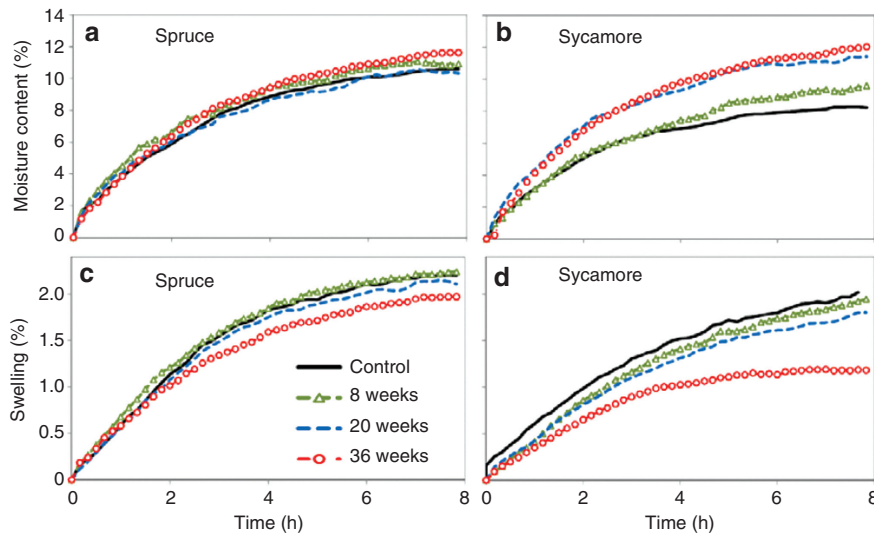 a Spruce
b Sycamore
Moisture content (%)
14
12
10
8
6
4
2
0
c Spruce
d Sycamore
Swelling (%)
2.0
1.5
1.0
0.5
0.0
Control
8 weeks
20 weeks
36 weeks
0 2 4 6 8
0 2 4 6 8
Time (h)
Time (h)